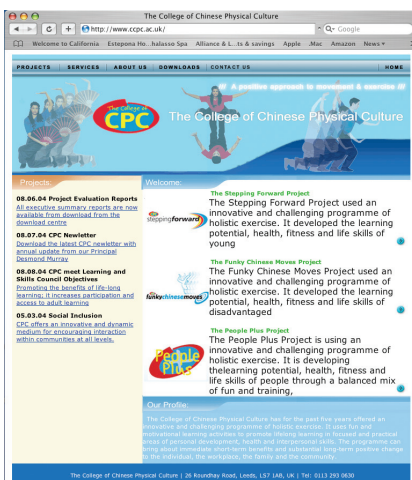 The College of Chinese Physical Culture
http://www.ccpc.ac.uk/
Google
Welcome to California Estepona Ho...halasso Spa Alliance & L...ts & savings Apple .Mac Amazon News
PROJECTS SERVICES ABOUT US DOWNLOADS CONTACT US HOME
A positive approach to movement & exercise
The College of
CPC
The College of Chinese Physical Culture
Projects:
08.06.04 Project Evaluation Reports
All executive summary reports are now
available from download from the
download centre
08.07.04 CPC Newletter
Download the latest CPC newletter with
annual update from our Principal
Desmond Murray
08.08.04 CPC meet Learning and
Skills Council Objectives
Promoting the benefits of life-long
learning; it increases participation and
access to adult learning
05.03.04 Social Inclusion
CPC offers an innovative and dynamic
medium for encouraging interaction
within communities at all levels.
Welcome:
steppingforward
The Stepping Forward Project
The Stepping Forward Project used an
innovative and challenging programme of
holistic exercise. It developed the learning
potential, health, fitness and life skills of
young
funkychinesemoves
The Funky Chinese Moves Project
The Funky Chinese Moves Project used an
innovative and challenging programme of
holistic exercise. It developed the learning
potential, health, fitness and life skills of
disadvantaged
People
Plus
The People Plus Project
The People Plus Project is using an
innovative and challenging programme of
holistic exercise. It is developing
thelearning potential, health, fitness and
life skills of people through a balanced mix
of fun and training,
Our Profile:
The College of Chinese Physical Culture has for the past five years offered an
innovative and challenging programme of holistic exercise. It uses fun and
motivational learning activities to promote lifelong learning in focused and practical
areas of personal development, health and interpersonal skills. The programme can
bring about immediate short-term benefits and substantial long-term positive change
to the individual, the workplace, the family and the community.
The College of Chinese Physical Culture | 26 Roundhay Road, Leeds, LS7 1AB, UK | Tel: 0113 293 0630